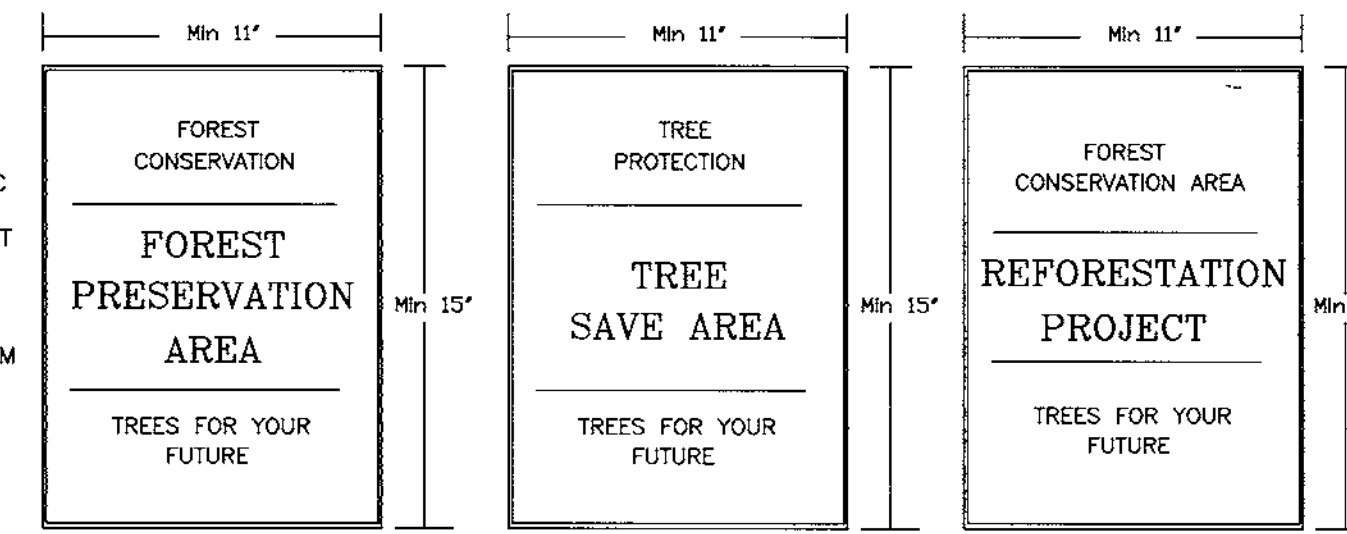 Min 11"
FOREST
CONSERVATION
FOREST
PRESERVATION
AREA
TREES FOR YOUR
FUTURE
Min 15"
Min 11"
TREE
PROTECTION
TREE
SAVE AREA
TREES FOR YOUR
FUTURE
Min 15"
Min 11"
FOREST
CONSERVATION AREA
REFORESTATION
PROJECT
TREES FOR YOUR
FUTURE
Min